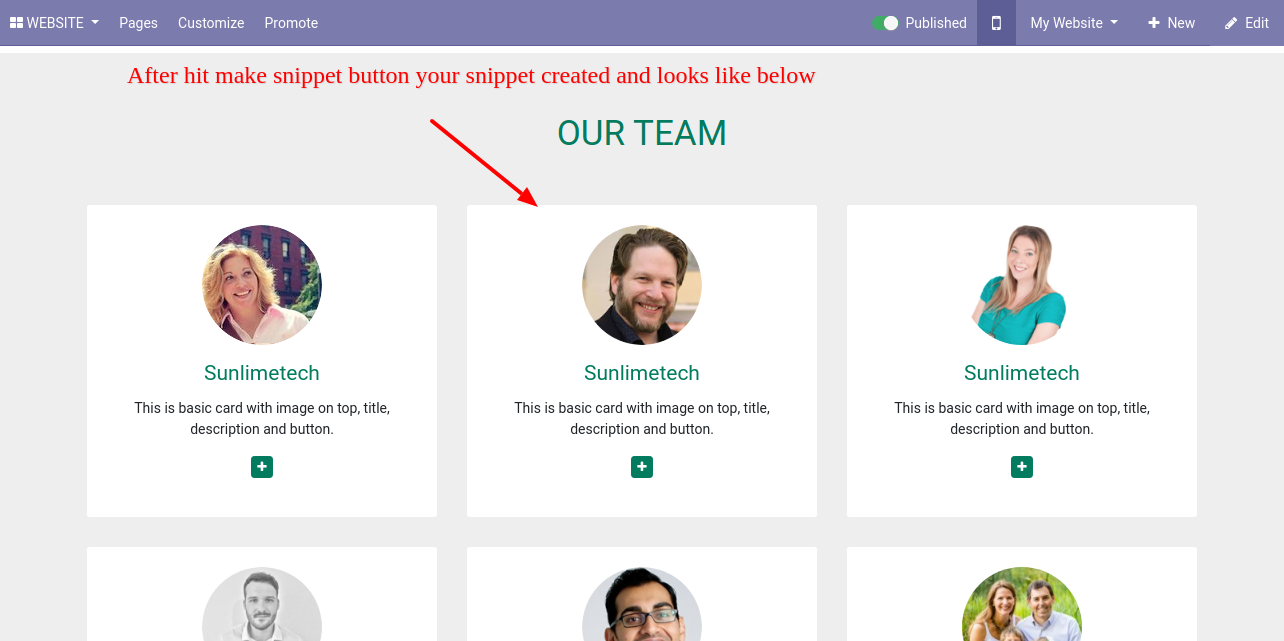 WEBSITE Pages Customize Promote Published My Website New Edit
After hit make snippet button your snippet created and looks like below
OUR TEAM
Sunlimetech
This is basic card with image on top, title,
description and button.
Sunlimetech
This is basic card with image on top, title,
description and button.
Sunlimetech
This is basic card with image on top, title,
description and button.